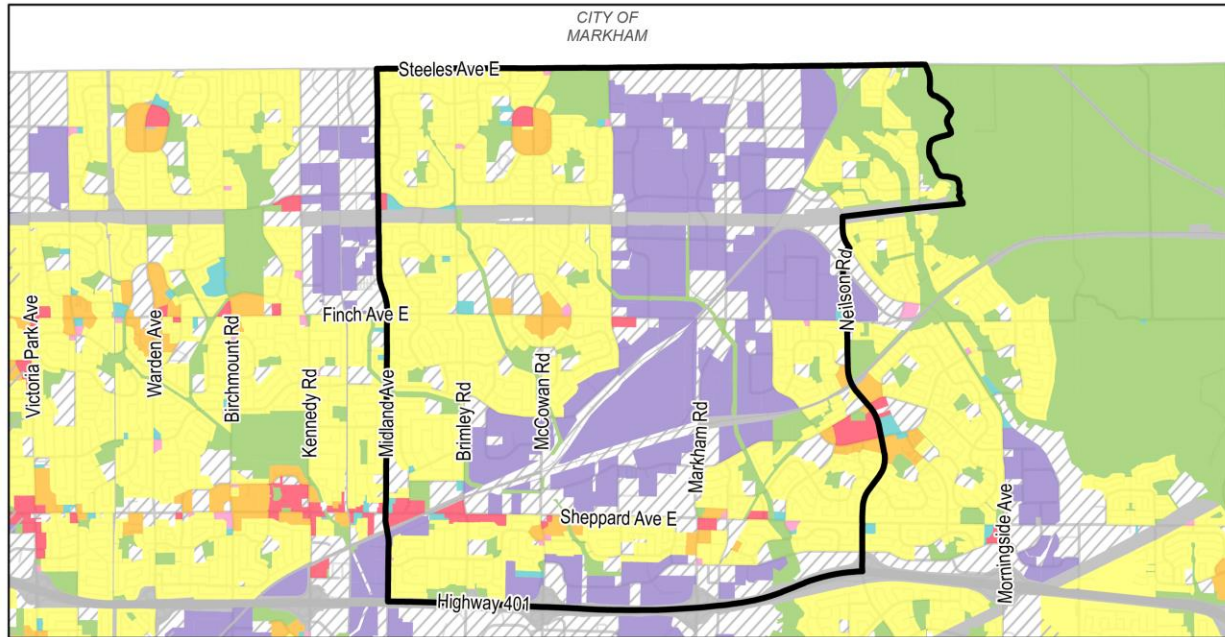 CITY OF
MARKHAM
Steeles Ave E
Finch Ave E
Victoria Park Ave
Warden Ave
Birchmount Rd
Kennedy Rd
Midland Ave
Brimley Rd
McCowan Rd
Markham Rd
Neilson Rd
Morningside Ave
Sheppard Ave E
Highway 401